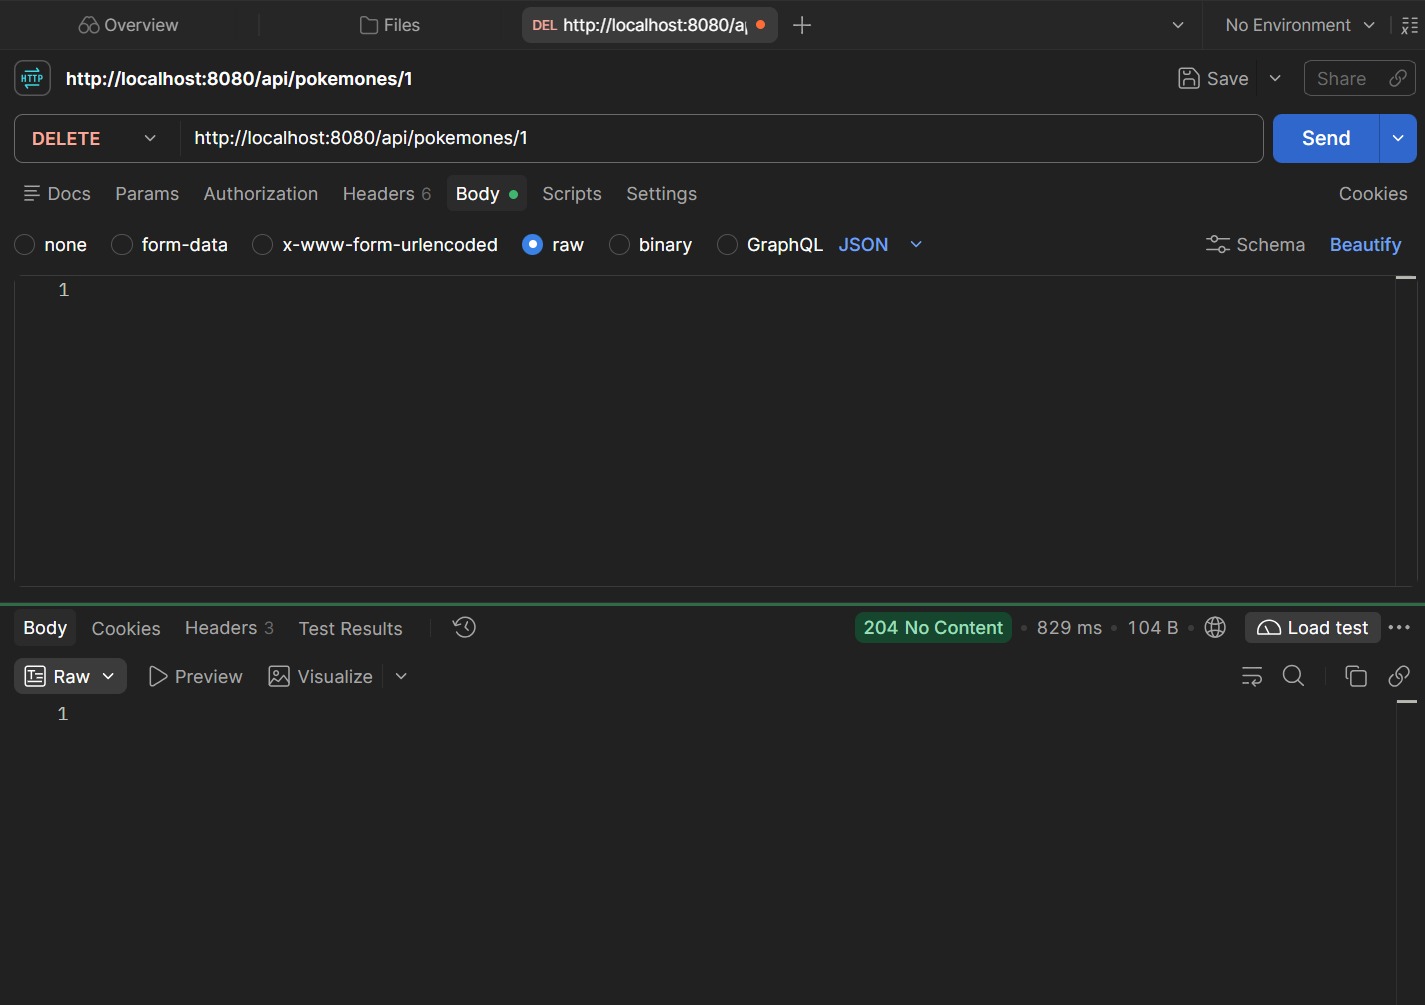 Overview Files DEL http://localhost:8080/a No Environment
HTTP http://localhost:8080/api/pokemones/1 Save Share
DELETE http://localhost:8080/api/pokemones/1 Send
Docs Params Authorization Headers 6 Body Scripts Settings Cookies
none form-data x-www-form-urlencoded raw binary GraphQL JSON Schema Beautify
1
Body Cookies Headers 3 Test Results 204 No Content 829 ms 104 B Load test
Raw Preview Visualize
1